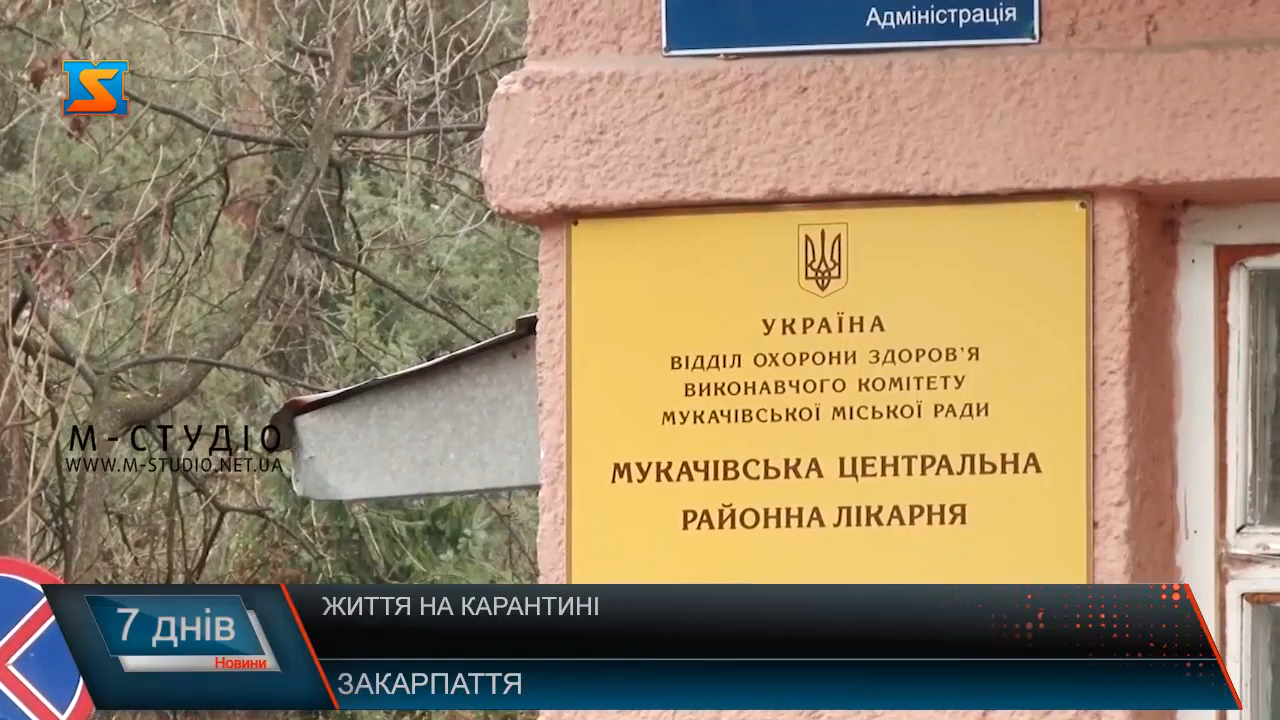 Адміністрація
УКРАЇНА
ВІДДІЛ ОХОРОНИ ЗДОРОВ'Я
ВИКОНАВЧОГО КОМІТЕТУ
МУКАЧІВСЬКОЇ МІСЬКОЇ РАДИ
МУКАЧІВСЬКА ЦЕНТРАЛЬНА
РАЙОННА ЛІКАРНЯ
М-СТУДІО
WWW.M-STUDIO.NET.UA
7 днів
Новини
ЖИТТЯ НА КАРАНТИНІ
ЗАКАРПАТТЯ